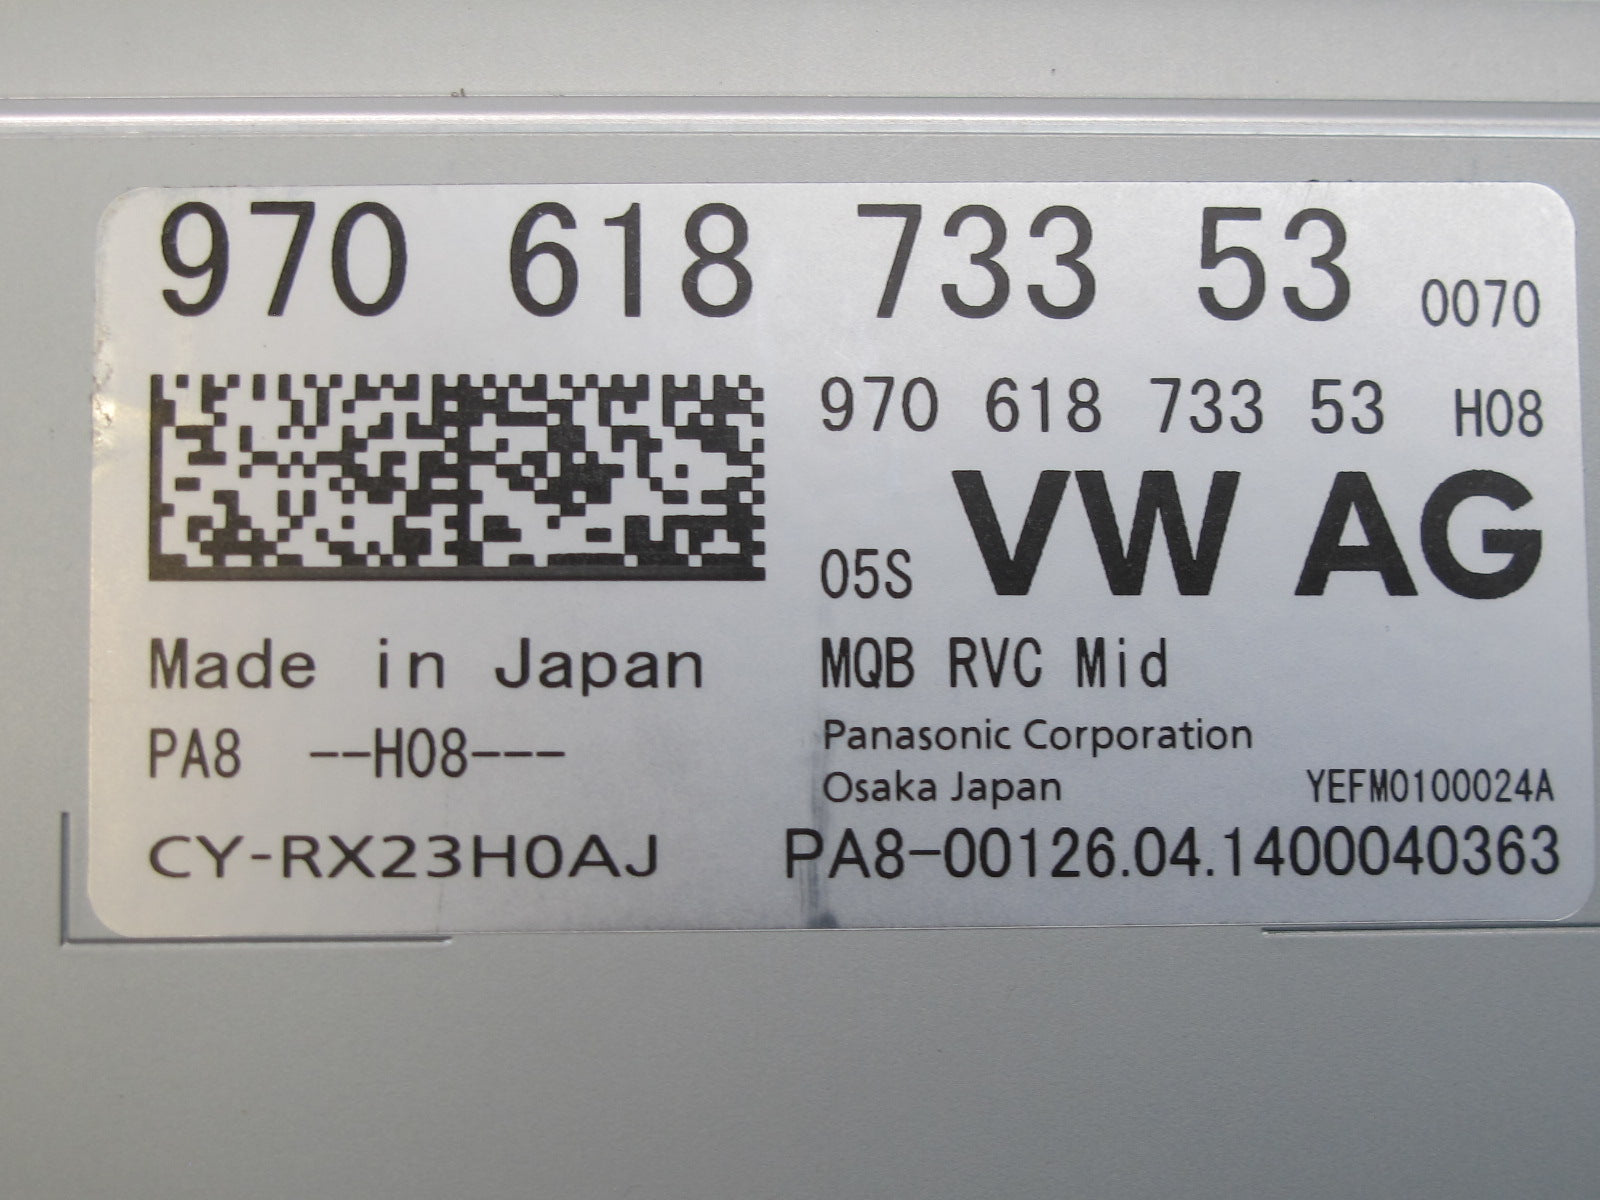 970 618 733 53 0070
970 618 733 53 H08
05S VW AG
Made in Japan
MQB RVC Mid
PA8 --H08---
Panasonic Corporation
Osaka Japan YEFM0100024A
CY-RX23H0AJ PA8-00126.04.1400040363